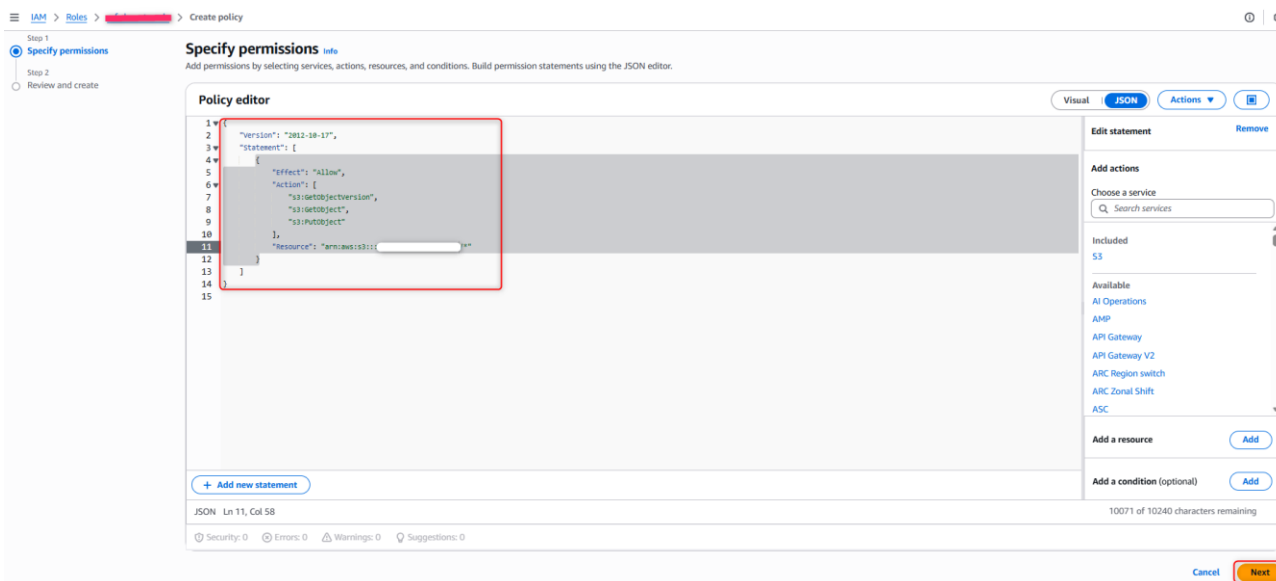 IAM > Roles > > Create policy
Step 1
Specify permissions
Step 2
Review and create
Specify permissions Info
Add permissions by selecting services, actions, resources, and conditions. Build permission statements using the JSON editor.
Policy editor
Visual JSON Actions
1 {
2 "Version": "2012-10-17",
3 "Statement": [
4 {
5 "Effect": "Allow",
6 "Action": [
7 "s3:GetObjectVersion",
8 "s3:GetObject",
9 "s3:PutObject"
10 ],
11 "Resource": "arn:aws:s3::: /*"
12 }
13 ]
14 }
15
Edit statement Remove
Add actions
Choose a service
Search services
Included
S3
Available
AI Operations
AMP
API Gateway
API Gateway V2
ARC Region switch
ARC Zonal Shift
ASC
Add a resource Add
+ Add new statement
Add a condition (optional) Add
JSON Ln 11, Col 58
10071 of 10240 characters remaining
Security: 0 Errors: 0 Warnings: 0 Suggestions: 0
Cancel Next